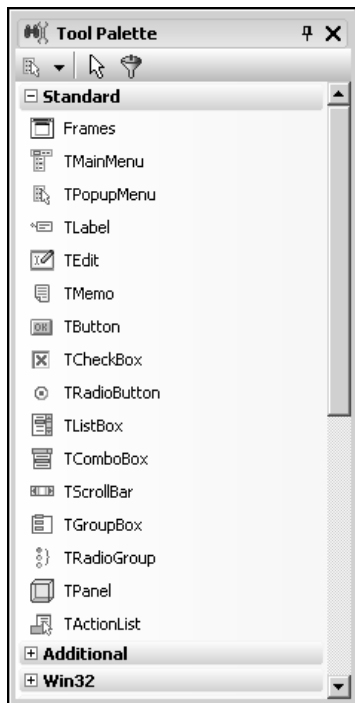 Tool Palette
Standard
Frames
TMainMenu
TPopupMenu
TLabel
TEdit
TMemo
OK TButton
TCheckBox
TRadioButton
TListBox
TComboBox
TScrollBar
TGroupBox
TRadioGroup
TPanel
TActionList
Additional
Win32